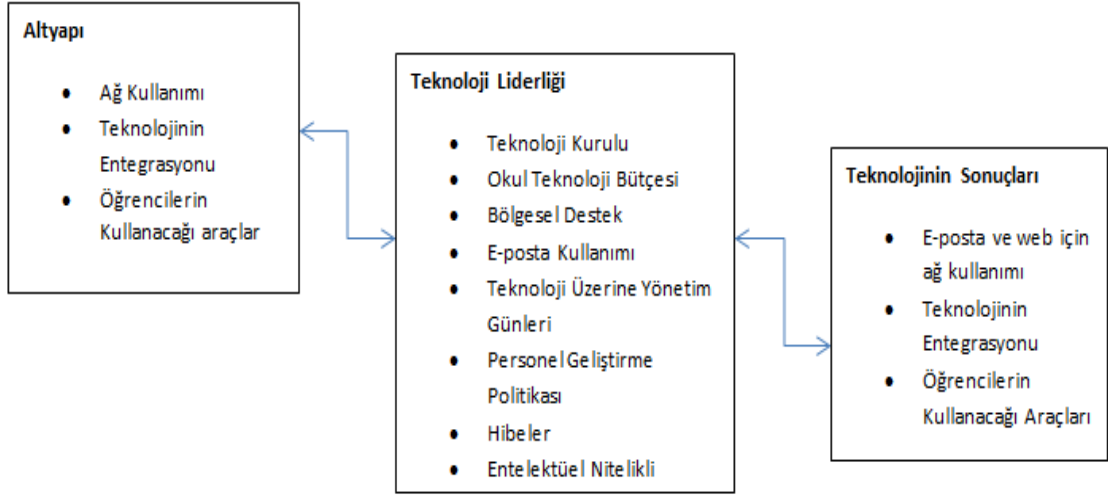 Altyapı
● Ağ Kullanımı
● Teknolojinin
Entegrasyonu
● Öğrencilerin
Kullanacağı araçlar
Teknoloji Liderliği
● Teknoloji Kurulu
● Okul Teknoloji Bütçesi
● Bölgesel Destek
● E-posta Kullanımı
● Teknoloji Üzerine Yönetim
Günleri
● Personel Geliştirme
Politikası
● Hibeler
● Entelektüel Nitelikli
Teknolojinin Sonuçları
● E-posta ve web için
ağ kullanımı
● Teknolojinin
Entegrasyonu
● Öğrencilerin
Kullanacağı Araçları